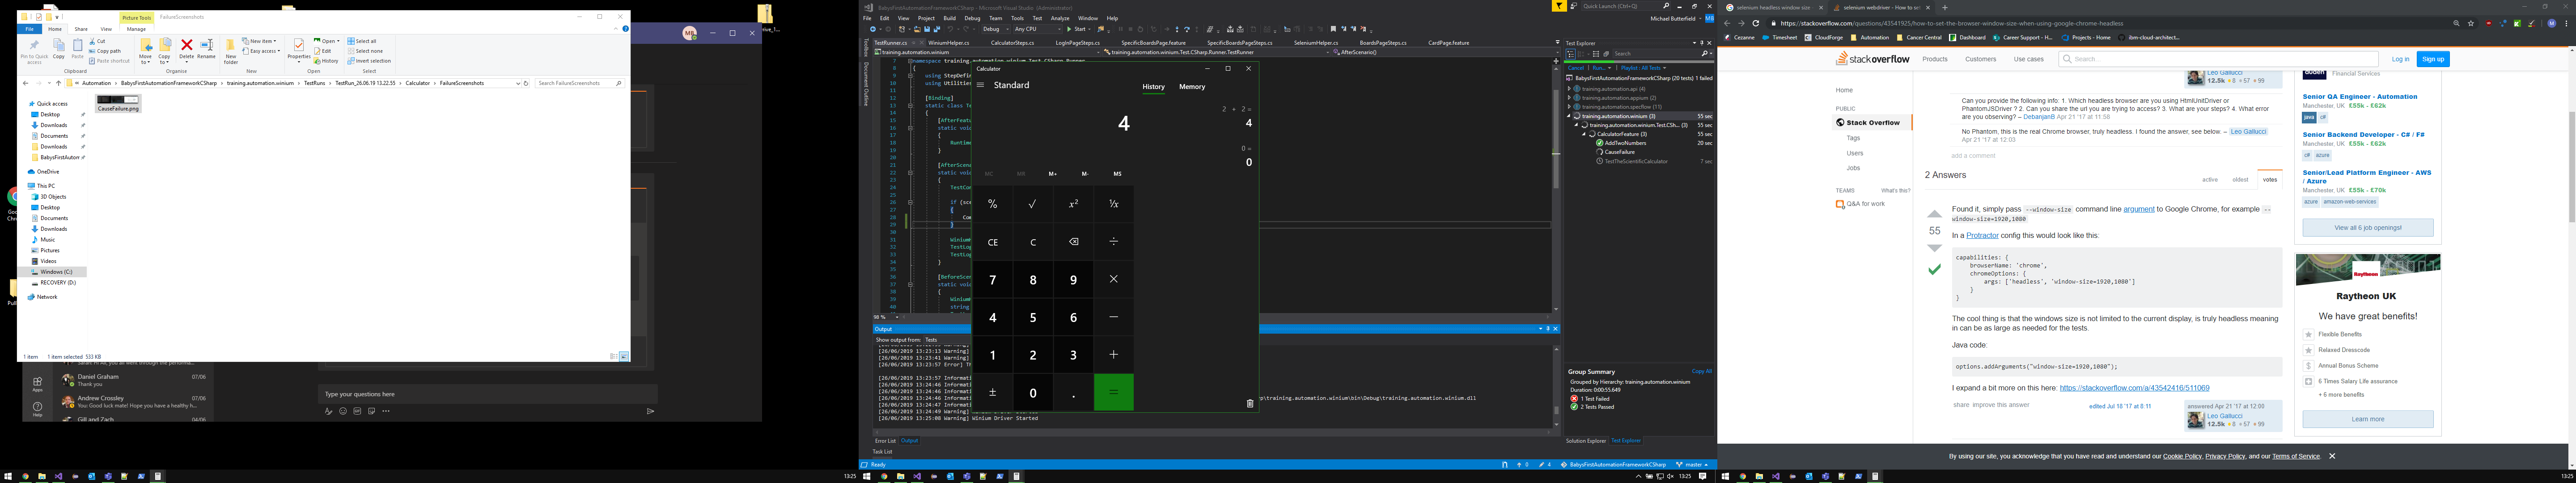 Picture Tools FailureScreenshots
File Home Share View Manage
Pin to Quick access
Copy
Paste
Cut
Copy path
Paste shortcut
Clipboard
Move to
Copy to
Delete
Rename
Organise
New folder
New item
Easy access
New
Properties
Open
Edit
History
Open
Select all
Select none
Invert selection
Select
Automation > BabysFirstAutomationFrameworkCSharp > training.automation.winium > TestRuns > TestRun_26.06.19 13.22.55 > Calculator > FailureScreenshots
Search FailureScreenshots
Quick access
Desktop
Downloads
Documents
Downloads
BabysFirstAutom
OneDrive
This PC
3D Objects
Desktop
Documents
Downloads
Music
Pictures
Videos
Windows (C:)
RECOVERY (D:)
Network
CauseFailure.png
1 item 1 item selected 533 KB
MB
Daniel Graham 07/06
Thank you
Andrew Crossley 07/06
You: Good luck mate! Hope you have a healthy h
Gill and Zach 04/06
Apps
Help
Type your questions here
13:25
BabysFirstAutomationFrameworkCSharp - Microsoft Visual Studio (Administrator)
Quick Launch (Ctrl+Q)
File Edit View Project Build Debug Team Tools Test Analyze Window Help
Michael Butterfield MB
Debug Any CPU Start
TestRunner.cs WiniumHelper.cs CalculatorSteps.cs LoginPageSteps.cs SpecificBoardsPage.feature SpecificBoardsPageSteps.cs SeleniumHelper.cs BoardsPageSteps.cs CardPage.feature
training.automation.winium training.automation.winium.Test.CSharp.Runner.TestRunner AfterScenario()
Toolbox Document Outline
namespace training.automation.winium.Test.CSharp.Runner
using StepDefin
using Utilities
[Binding]
static class Te
[AfterFeatu
static void
Runtime
[AfterScena
static void
TestCon
if (sce
Com
WiniumH
TestLog
TestLog
[BeforeScen
static void
WiniumH
string
98 %
Calculator
Standard
History Memory
4
2 + 2 =
4
0 =
0
MC MR M+ M- MS
% √ x² ¹/x
CE C ⌫ ÷
7 8 9 ×
4 5 6 −
1 2 3 +
± 0 . =
Output
Show output from: Tests
[26/06/2019 13:23:13 Warning]
[26/06/2019 13:23:41 Warning]
[26/06/2019 13:23:57 Error] Th
[26/06/2019 13:23:57 Informati
[26/06/2019 13:24:46 Informati
[26/06/2019 13:24:46 Informati
[26/06/2019 13:24:46 Informati rp\training.automation.winium\bin\Debug\training.automation.winium.dll
[26/06/2019 13:24:47 Informati
[26/06/2019 13:24:49 Warning] Winium Driver Started
[26/06/2019 13:25:08 Warning] Winium Driver Started
Error List Output
Task List
Ready
0 4 BabysFirstAutomationFrameworkCSharp master
Test Explorer
Search
Cancel Run... Playlist : All Tests
BabysFirstAutomationFrameworkCSharp (20 tests) 1 failed
training.automation.api (4)
training.automation.appium (2)
training.automation.specflow (11)
training.automation.winium (3) 55 sec
training.automation.winium.Test.CSh... (3) 55 sec
CalculatorFeature (3) 55 sec
AddTwoNumbers 20 sec
CauseFailure
TestTheScientificCalculator 7 sec
Group Summary Copy All
Grouped by Hierarchy: training.automation.winium
Duration: 0:00:55.649
1 Test Failed
2 Tests Passed
Solution Explorer Test Explorer
13:25
selenium headless window size
selenium webdriver - How to se
https://stackoverflow.com/questions/43541925/how-to-set-the-browser-window-size-when-using-google-chrome-headless
Cezanne Timesheet CloudForge Automation Cancer Central Dashboard Career Support - H... Projects - Home ibm-cloud-architect...
stackoverflow Products Customers Use cases Search... Log in Sign up
Home
PUBLIC
Stack Overflow
Tags
Users
Jobs
TEAMS What's this?
Q&A for work
Leo Gallucci
12.5k 8 57 99
Can you provide the following info: 1. Which headless browser are you using HtmlUnitDriver or
PhantomJSDriver ? 2. Can you share the url you are trying to access? 3. What are your steps? 4. What error
are you observing? – DebanjanB Apr 21 '17 at 11:58
No Phantom, this is the real Chrome browser, truly headless. I found the answer, see below. – Leo Gallucci
Apr 21 '17 at 12:03
add a comment
2 Answers
active oldest votes
55
Found it, simply pass --window-size command line argument to Google Chrome, for example --
window-size=1920,1080
In a Protractor config this would look like this:
capabilities: {
browserName: 'chrome',
chromeOptions: {
args: ['headless', 'window-size=1920,1080']
}
}
The cool thing is that the windows size is not limited to the current display, is truly headless meaning
in can be as large as needed for the tests.
Java code:
options.addArguments("window-size=1920,1080");
I expand a bit more on this here: https://stackoverflow.com/a/43542416/511069
share improve this answer
edited Jul 18 '17 at 8:11
answered Apr 21 '17 at 12:00
Leo Gallucci
12.5k 8 57 99
Financial Services
Senior QA Engineer - Automation
Manchester, UK £55k - £62k
java c#
Senior Backend Developer - C# / F#
Manchester, UK £55k - £62k
c# azure
Senior/Lead Platform Engineer - AWS
/ Azure
Manchester, UK £55k - £70k
azure amazon-web-services
View all 6 job openings!
Raytheon
Raytheon UK
We have great benefits!
Flexible Benefits
Relaxed Dresscode
Annual Bonus Scheme
6 Times Salary Life assurance
+ 6 more benefits
Learn more
By using our site, you acknowledge that you have read and understand our Cookie Policy, Privacy Policy, and our Terms of Service.
13:25